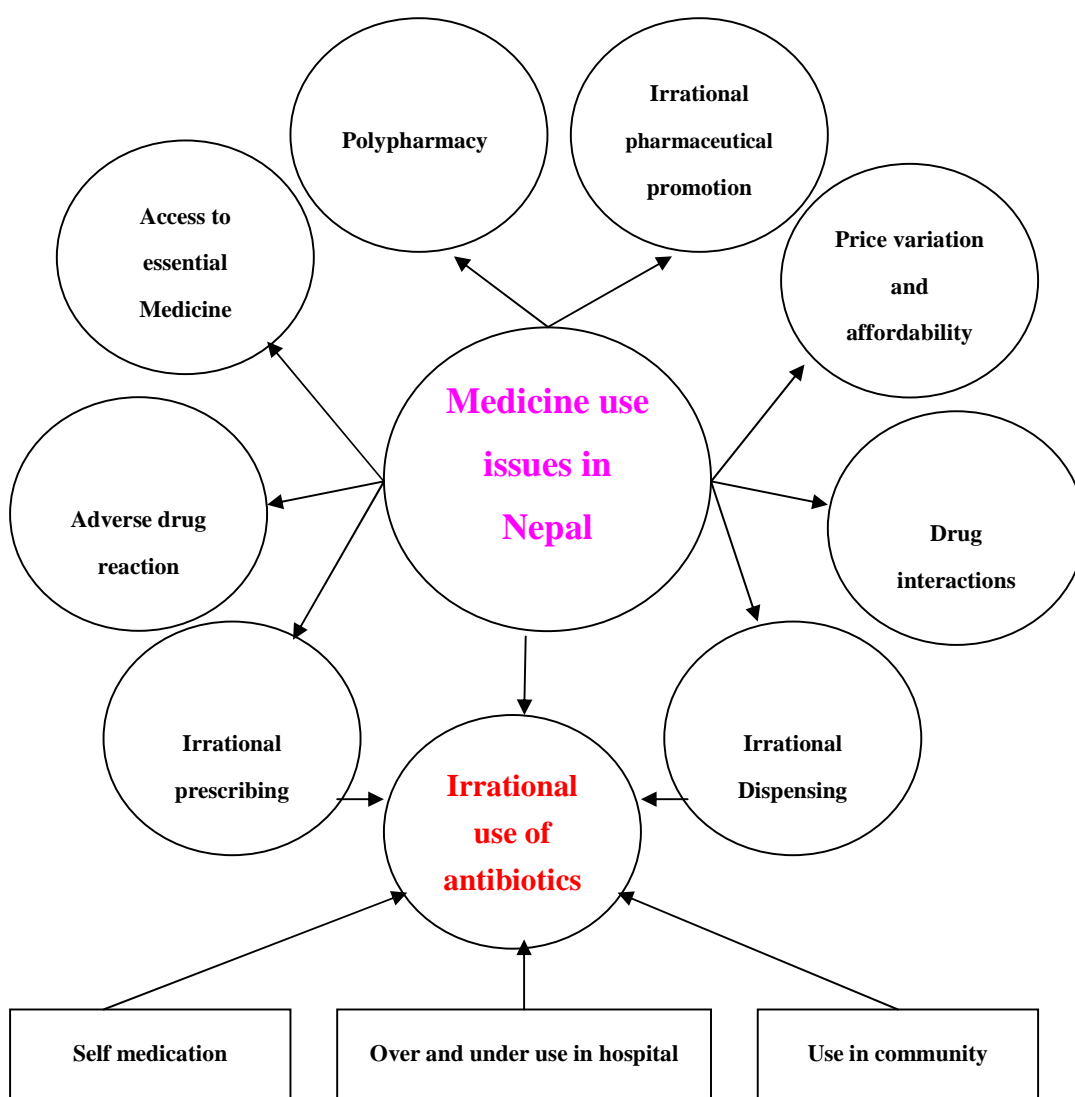 Polypharmacy
Irrational
pharmaceutical
promotion
Access to
essential
Medicine
Price variation
and
affordability
Medicine use
issues in
Nepal
Adverse drug
reaction
Drug
interactions
Irrational
prescribing
Irrational
use of
antibiotics
Irrational
Dispensing
Self medication
Over and under use in hospital
Use in community